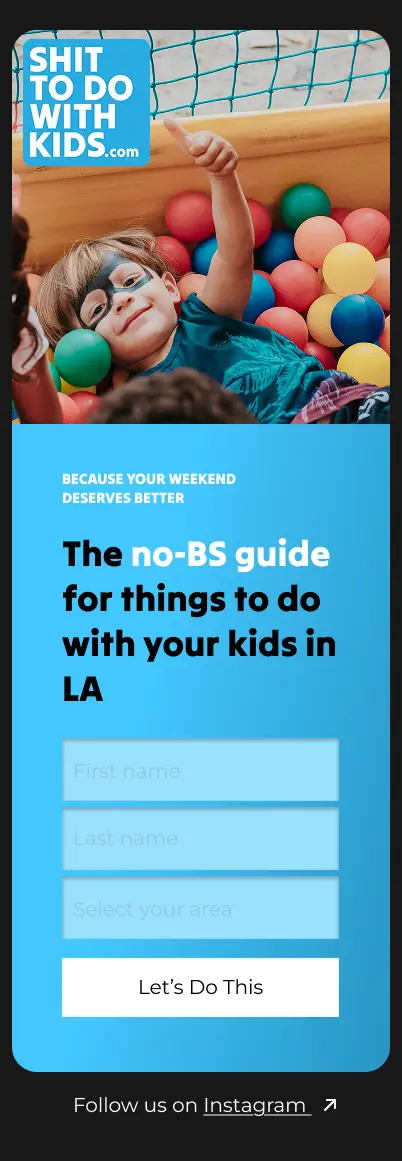 SHIT
TO DO
WITH
KIDS.com
BECAUSE YOUR WEEKEND
DESERVES BETTER
The no-BS guide
for things to do
with your kids in
LA
First name
Last name
Select your area
Let’s Do This
Follow us on Instagram